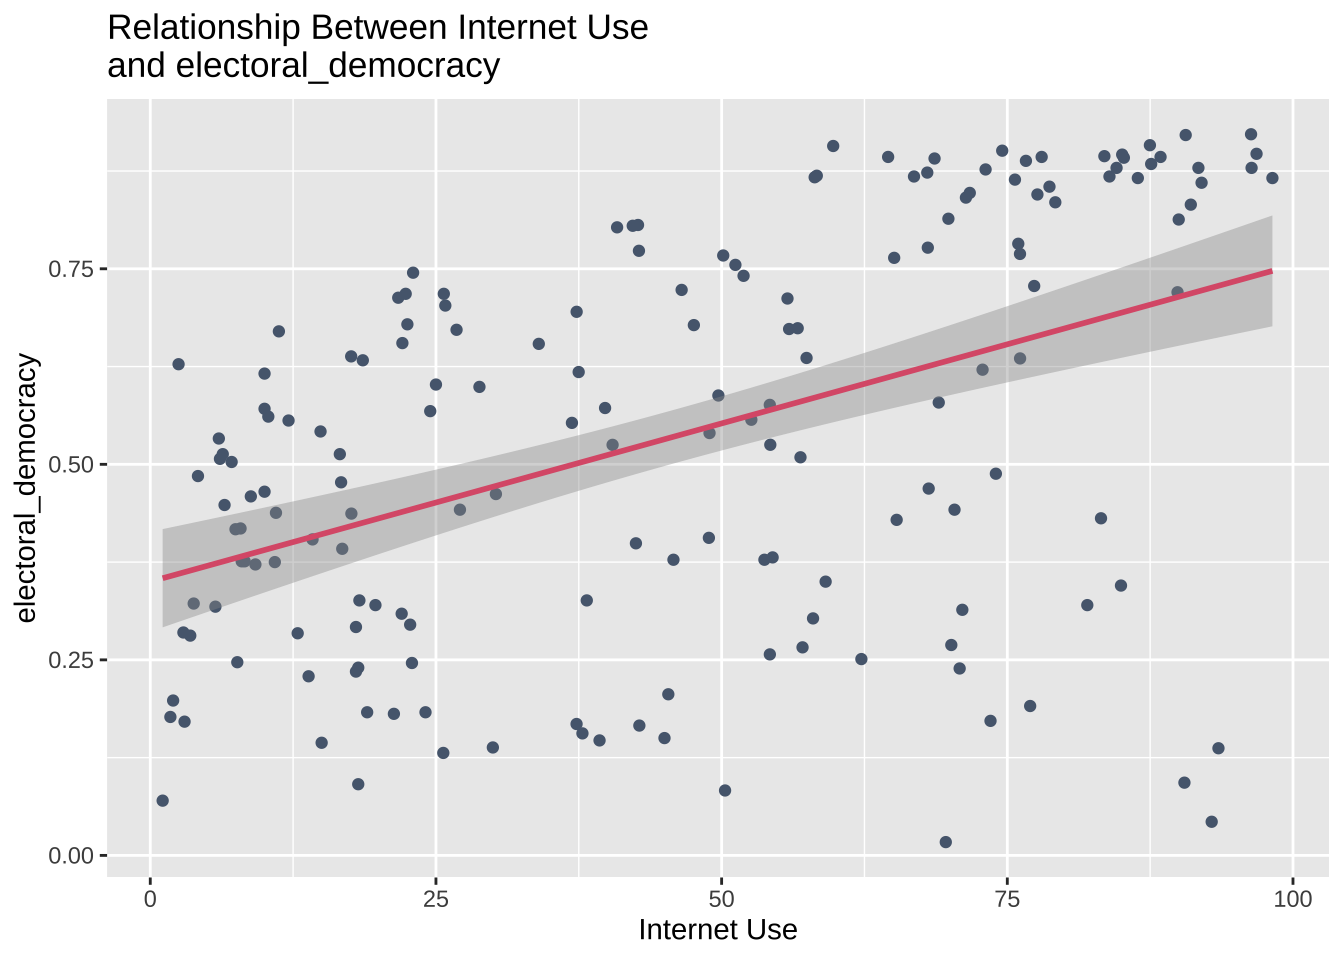 Relationship Between Internet Use
and electoral_democracy
electoral_democracy
0.75
0.50
0.25
0.00
0 25 50 75 100
Internet Use